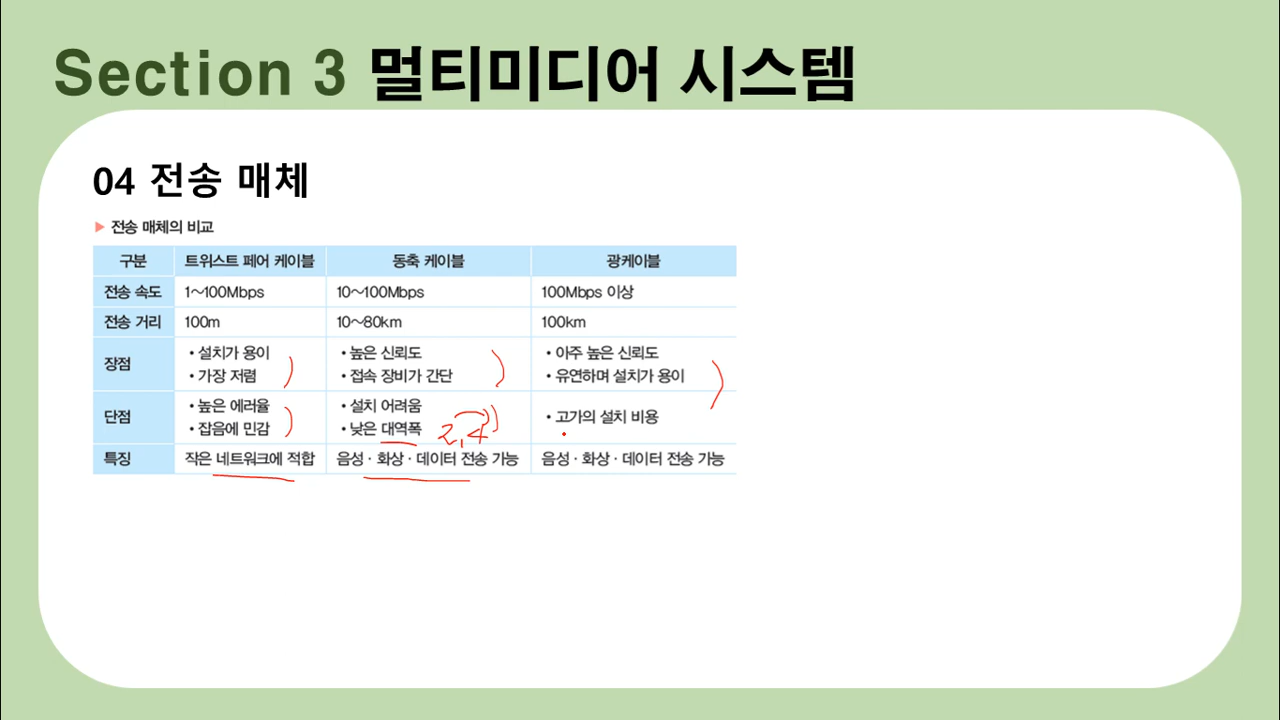 Section 3 멀티미디어 시스템
04 전송 매체
▶ 전송 매체의 비교
구분 트위스트 페어 케이블 동축 케이블 광케이블
전송 속도 1~100Mbps 10~100Mbps 100Mbps 이상
전송 거리 100m 10~80km 100km
장점
• 설치가 용이
• 가장 저렴
• 높은 신뢰도
• 접속 장비가 간단
• 아주 높은 신뢰도
• 유연하며 설치가 용이
단점
• 높은 에러율
• 잡음에 민감
• 설치 어려움
• 낮은 대역폭 2,4
• 고가의 설치 비용
특징 작은 네트워크에 적합 음성·화상·데이터 전송 가능 음성·화상·데이터 전송 가능